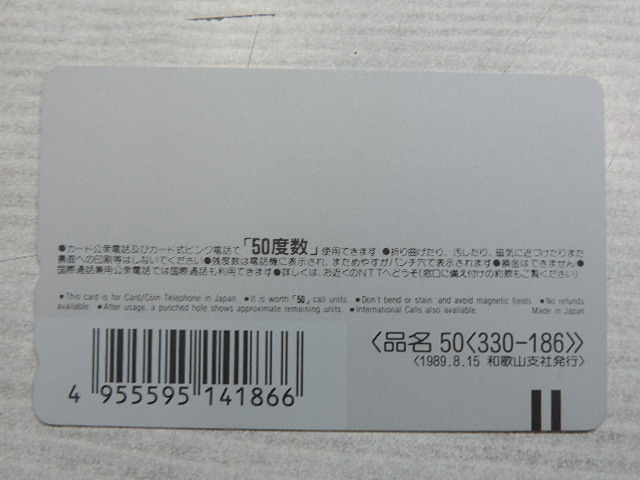 ●カード公衆電話及びカード式ピンク電話で「50度数」使用できます ●折り曲げたり、汚したり、磁気に近づけたりまた
裏面への印刷等はしないでください●残度数は電話機に表示され、まためやすがパンチ穴で表示されます●換金はできません●
国際通話兼用公衆電話では国際通話も利用できます●詳しくは、お近くのNTTへどうぞ(窓口に備え付けの約款もご覧ください)
■This card is for Card/Coin Telephone in Japan ■It is worth「50」call units. ■Don't bend or stain and avoid magnetic fields. ■No refunds
available. ■After usage, a punched hole shows approximate remaining units. ■International Calls also available. Made in Japan
〈品名 50〈330-186〉〉
〈1989.8.15 和歌山支社発行〉
4 955595 141866